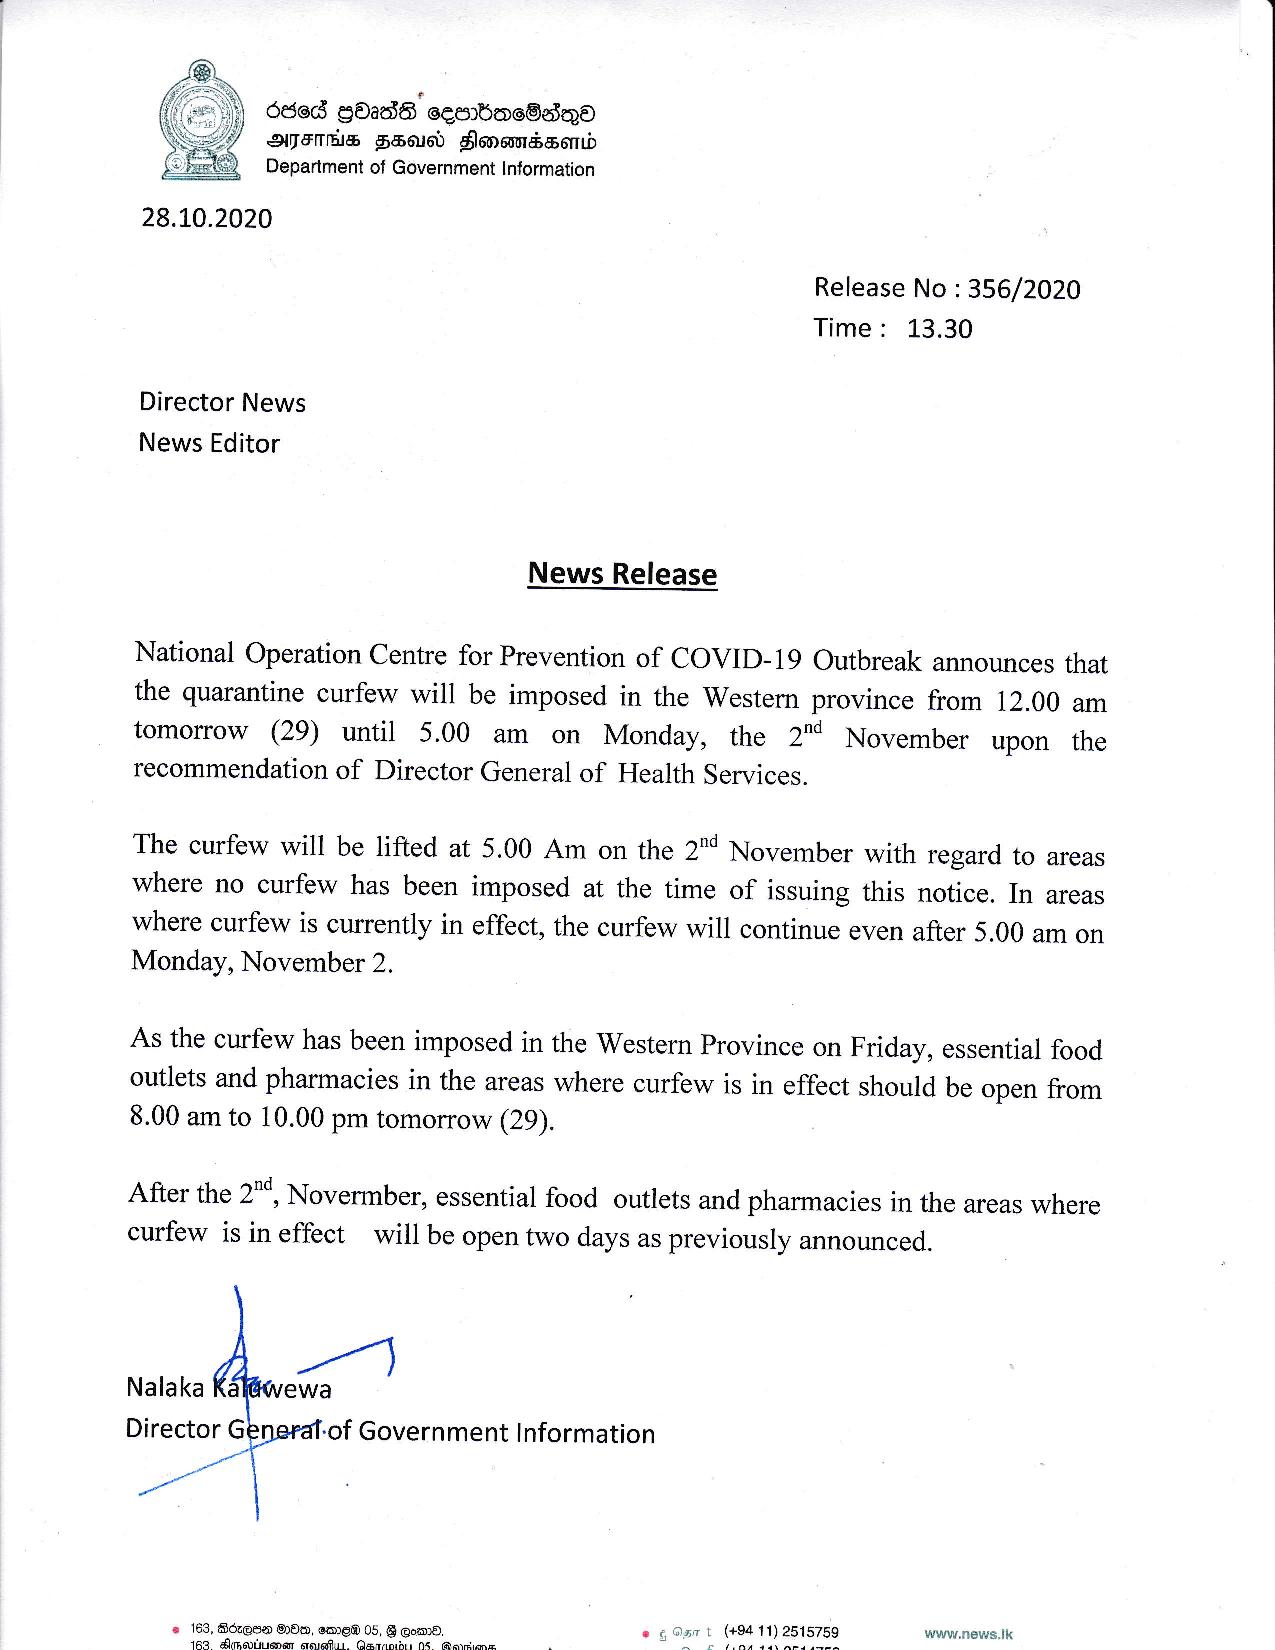 රජයේ ප්‍රවෘත්ති දෙපාර්තමේන්තුව
அரசாங்க தகவல் திணைக்களம்
Department of Government Information
28.10.2020
Release No : 356/2020
Time : 13.30
Director News
News Editor
News Release
National Operation Centre for Prevention of COVID-19 Outbreak announces that
the quarantine curfew will be imposed in the Western province from 12.00 am
tomorrow (29) until 5.00 am on Monday, the 2nd November upon the
recommendation of Director General of Health Services.
The curfew will be lifted at 5.00 Am on the 2nd November with regard to areas
where no curfew has been imposed at the time of issuing this notice. In areas
where curfew is currently in effect, the curfew will continue even after 5.00 am on
Monday, November 2.
As the curfew has been imposed in the Western Province on Friday, essential food
outlets and pharmacies in the areas where curfew is in effect should be open from
8.00 am to 10.00 pm tomorrow (29).
After the 2nd, Novermber, essential food outlets and pharmacies in the areas where
curfew is in effect will be open two days as previously announced.
Nalaka Kaluwewa
Director General of Government Information
163, කිරුළපන මාවත, කොළඹ 05, ශ්‍රී ලංකාව.
(+94 11) 2515759
www.news.lk
163, கிருலப்பனை எவனியூ, கொழும்பு 05, இலங்கை